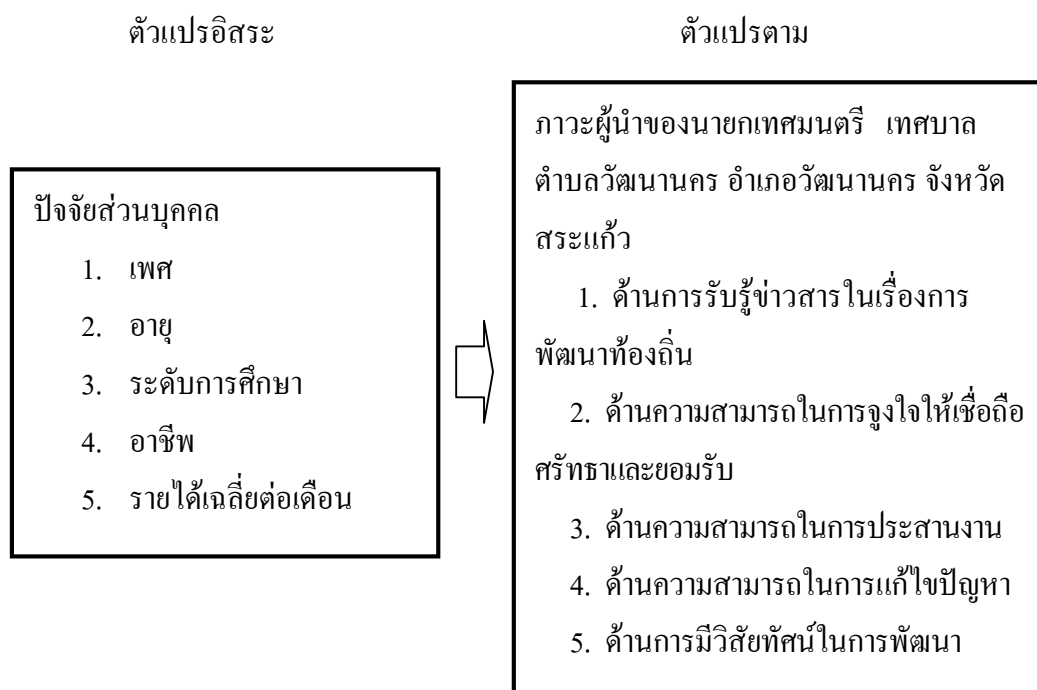 ตัวแปรอิสระ
ตัวแปรตาม
ปัจจัยส่วนบุคคล
1. เพศ
2. อายุ
3. ระดับการศึกษา
4. อาชีพ
5. รายได้เฉลี่ยต่อเดือน
ภาวะผู้นำของนายกเทศมนตรี เทศบาล
ตำบลวัฒนานคร อำเภอวัฒนานคร จังหวัด
สระแก้ว
1. ด้านการรับรู้ข่าวสารในเรื่องการ
พัฒนาท้องถิ่น
2. ด้านความสามารถในการจูงใจให้เชื่อถือ
ศรัทธาและยอมรับ
3. ด้านความสามารถในการประสานงาน
4. ด้านความสามารถในการแก้ไขปัญหา
5. ด้านการมีวิสัยทัศน์ในการพัฒนา